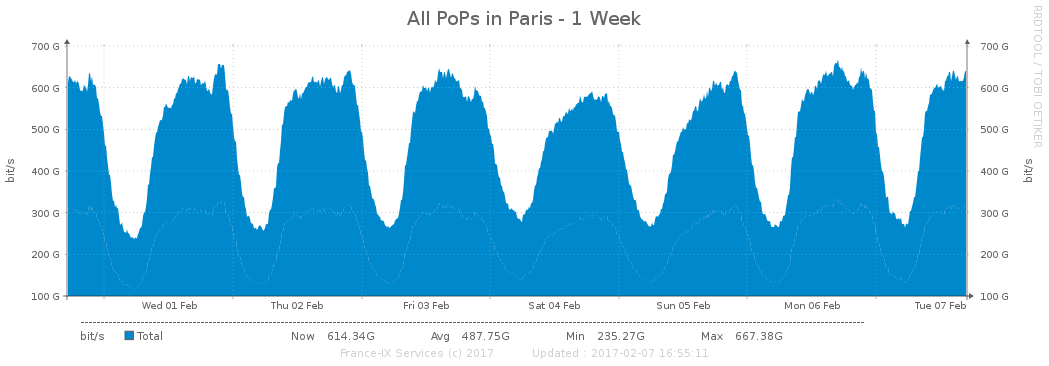 All PoPs in Paris - 1 Week
RRDTOOL / TOBI OETIKER
bit/s
700 G
600 G
500 G
400 G
300 G
200 G
100 G
700 G
600 G
500 G
400 G
300 G
200 G
100 G
bit/s
Wed 01 Feb Thu 02 Feb Fri 03 Feb Sat 04 Feb Sun 05 Feb Mon 06 Feb Tue 07 Feb
bit/s Total Now 614.34G Avg 487.75G Min 235.27G Max 667.38G
France-IX Services (c) 2017 Updated : 2017-02-07 16:55:11